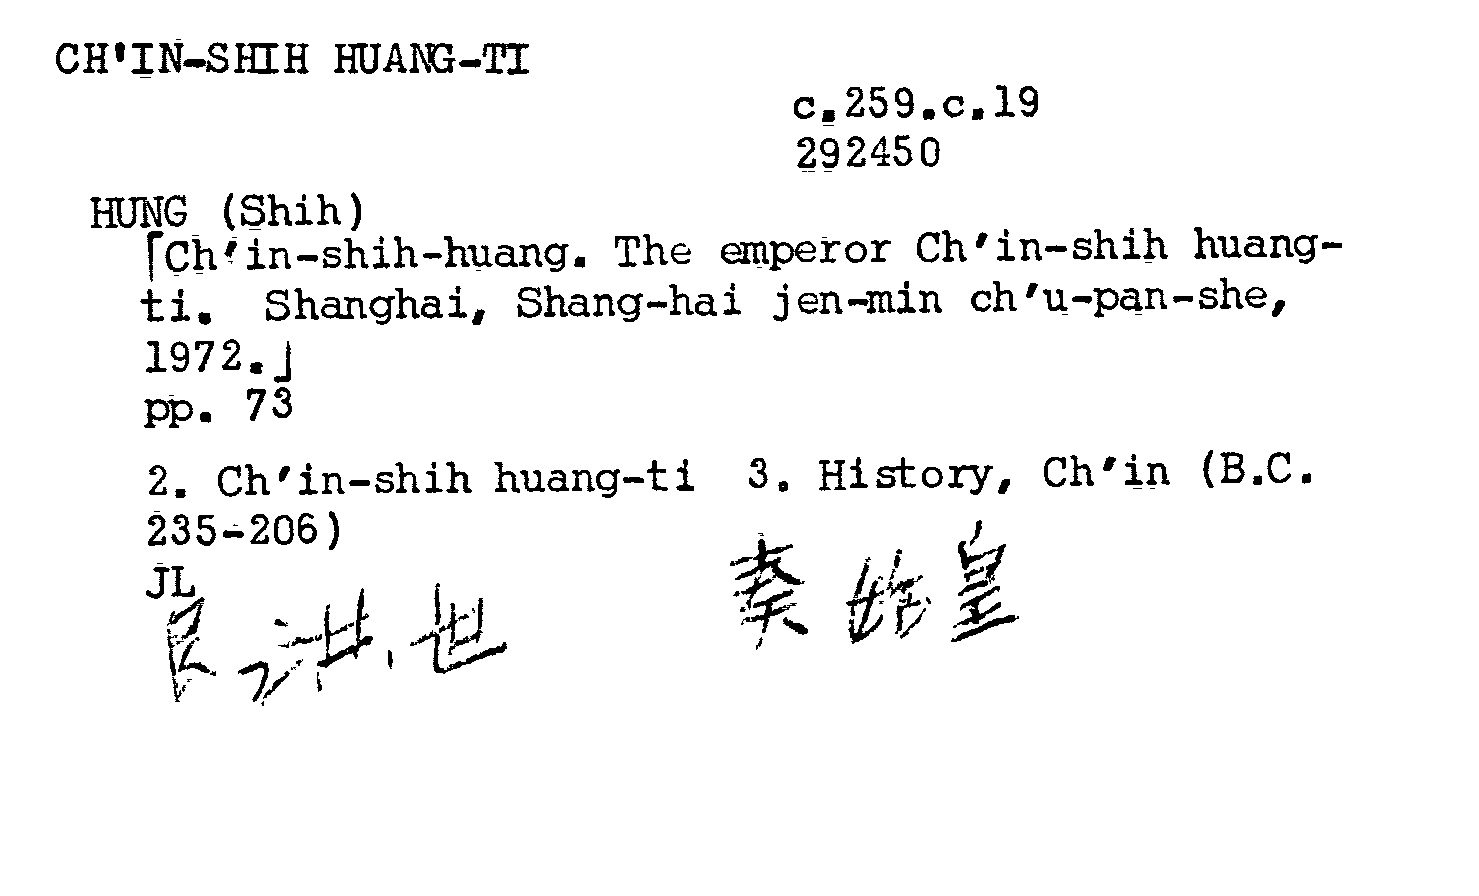 CH'IN-SHIH HUANG-TI
c.259.c.19
292450
HUNG (Shih)
⌈Ch'in-shih-huang. The emperor Ch'in-shih huang-
ti. Shanghai, Shang-hai jen-min ch'u-pan-she,
1972.⌋
pp. 73
2. Ch'in-shih huang-ti 3. History, Ch'in (B.C.
235-206)
JL
秦始皇
洪世